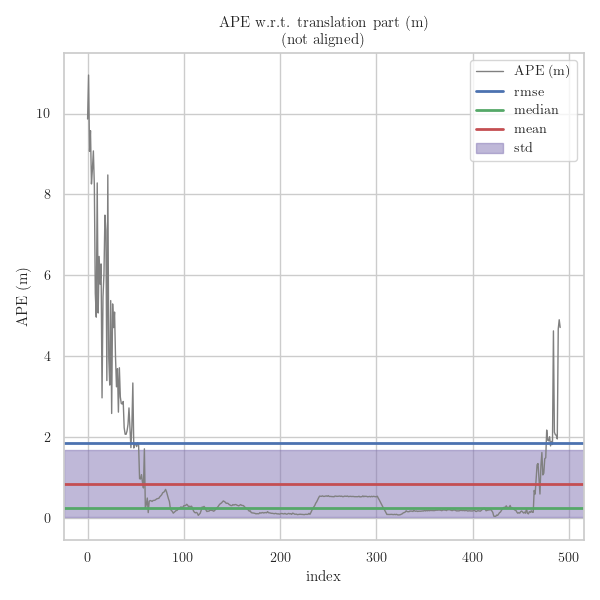 APE w.r.t. translation part (m)
(not aligned)
APE (m)
rmse
median
mean
std
10
8
6
4
2
0
APE (m)
0
100
200
300
400
500
index